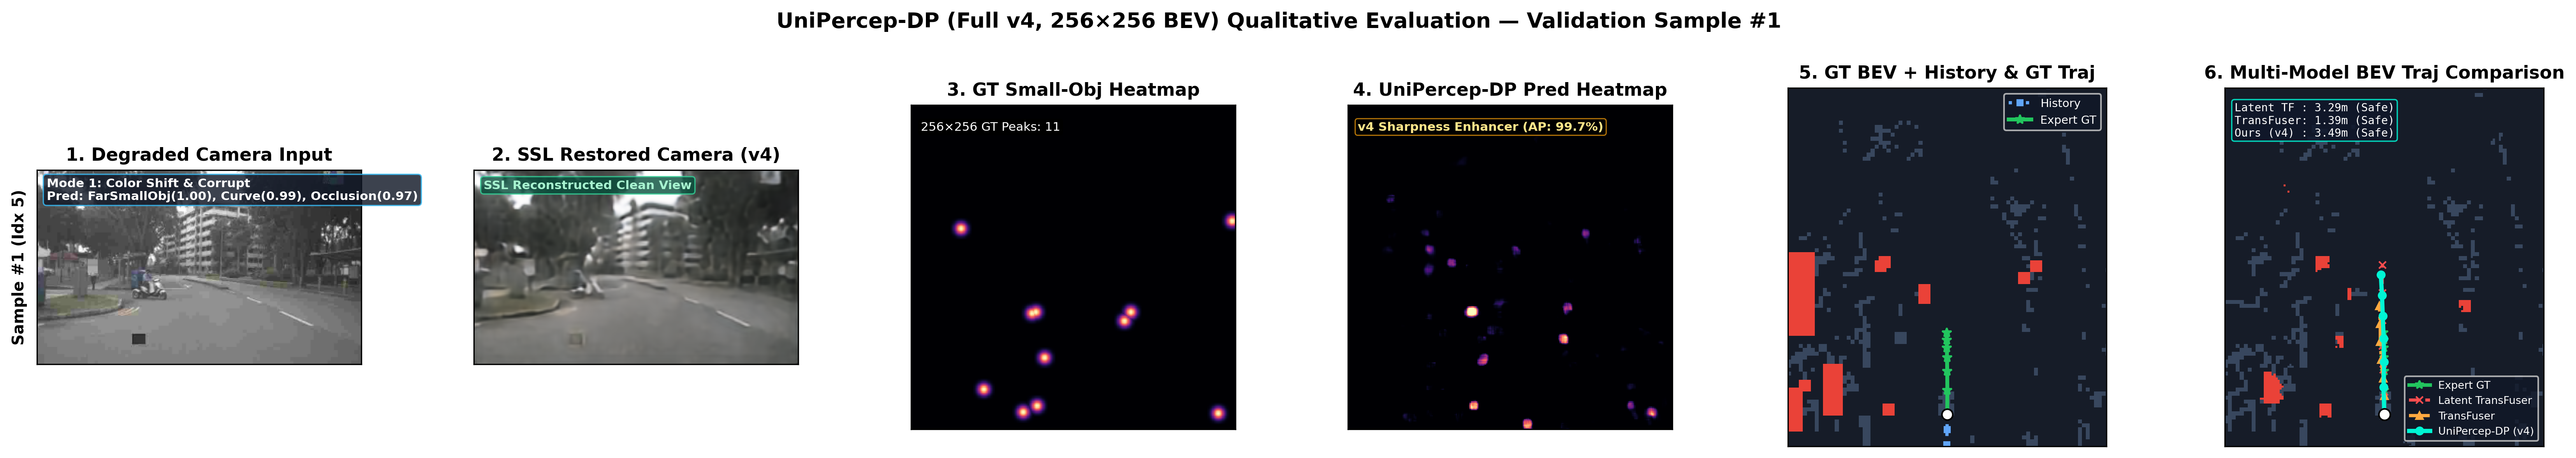 UniPercep-DP (Full v4, 256×256 BEV) Qualitative Evaluation — Validation Sample #1
Sample #1 (Idx 5)
1. Degraded Camera Input
Mode 1: Color Shift & Corrupt
Pred: FarSmallObj(1.00), Curve(0.99), Occlusion(0.97)
2. SSL Restored Camera (v4)
SSL Reconstructed Clean View
3. GT Small-Obj Heatmap
256×256 GT Peaks: 11
4. UniPercep-DP Pred Heatmap
v4 Sharpness Enhancer (AP: 99.7%)
5. GT BEV + History & GT Traj
History
Expert GT
6. Multi-Model BEV Traj Comparison
Latent TF : 3.29m (Safe)
TransFuser: 1.39m (Safe)
Ours (v4) : 3.49m (Safe)
Expert GT
Latent TransFuser
TransFuser
UniPercep-DP (v4)